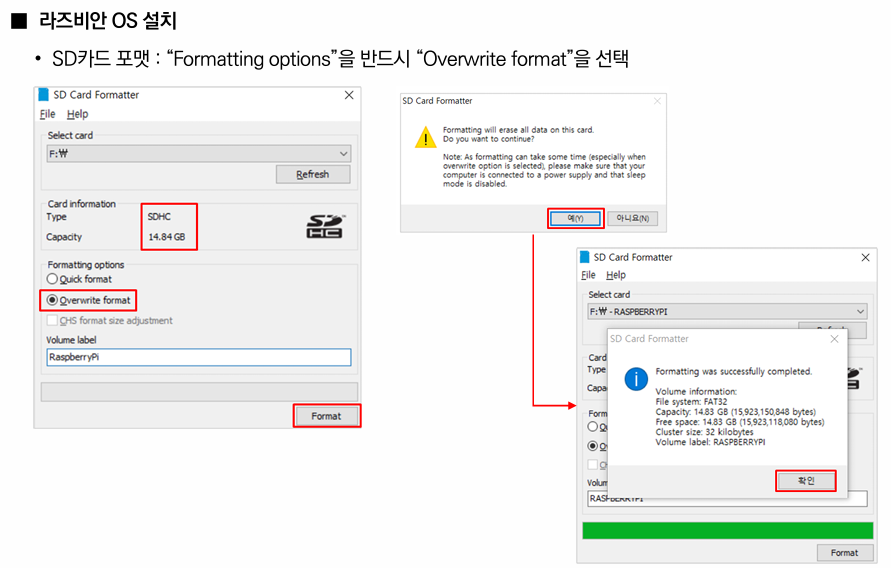 ■ 라즈비안 OS 설치
• SD카드 포맷 : “Formatting options”을 반드시 “Overwrite format”을 선택
SD Card Formatter
File Help
Select card
F:₩
Refresh
Card information
Type SDHC
Capacity 14.84 GB
SD HC
Formatting options
Quick format
Overwrite format
CHS format size adjustment
Volume label
RaspberryPi
Format
SD Card Formatter
Formatting will erase all data on this card.
Do you want to continue?
Note: As formatting can take some time (especially when
overwrite option is selected), please make sure that your
computer is connected to a power supply and that sleep
mode is disabled.
예(Y) 아니요(N)
SD Card Formatter
File Help
Select card
F:₩ - RASPBERRYPI
Card
Type
Capa
Form
Volum
RASPBERRYPI
Format
SD Card Formatter
Formatting was successfully completed.
Volume information:
File system: FAT32
Capacity: 14.83 GB (15,923,150,848 bytes)
Free space: 14.83 GB (15,923,118,080 bytes)
Cluster size: 32 kilobytes
Volume label: RASPBERRYPI
확인